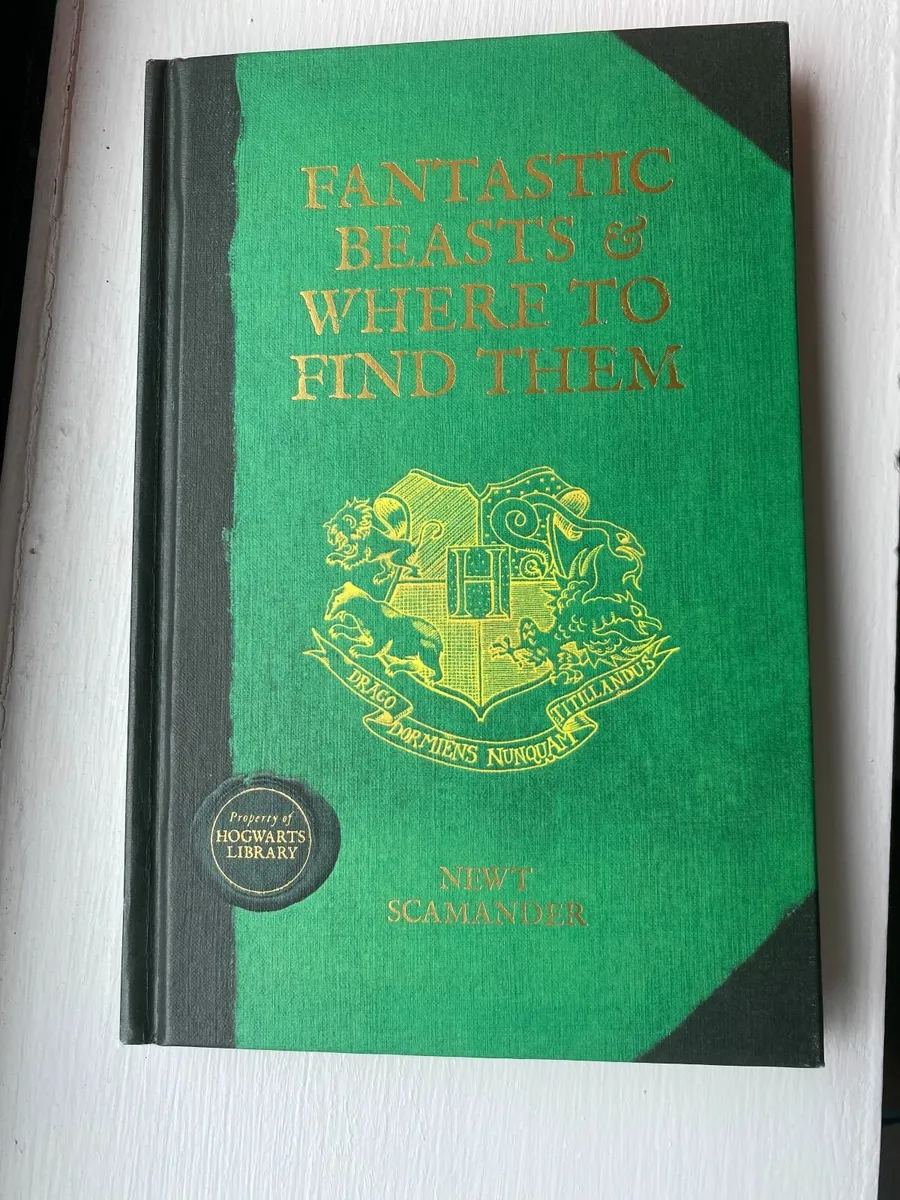 FANTASTIC
BEASTS &
WHERE TO
FIND THEM
H
DRACO
DORMIENS NUNQUAM
TITILLANDUS
Property of
HOGWARTS
LIBRARY
NEWT
SCAMANDER